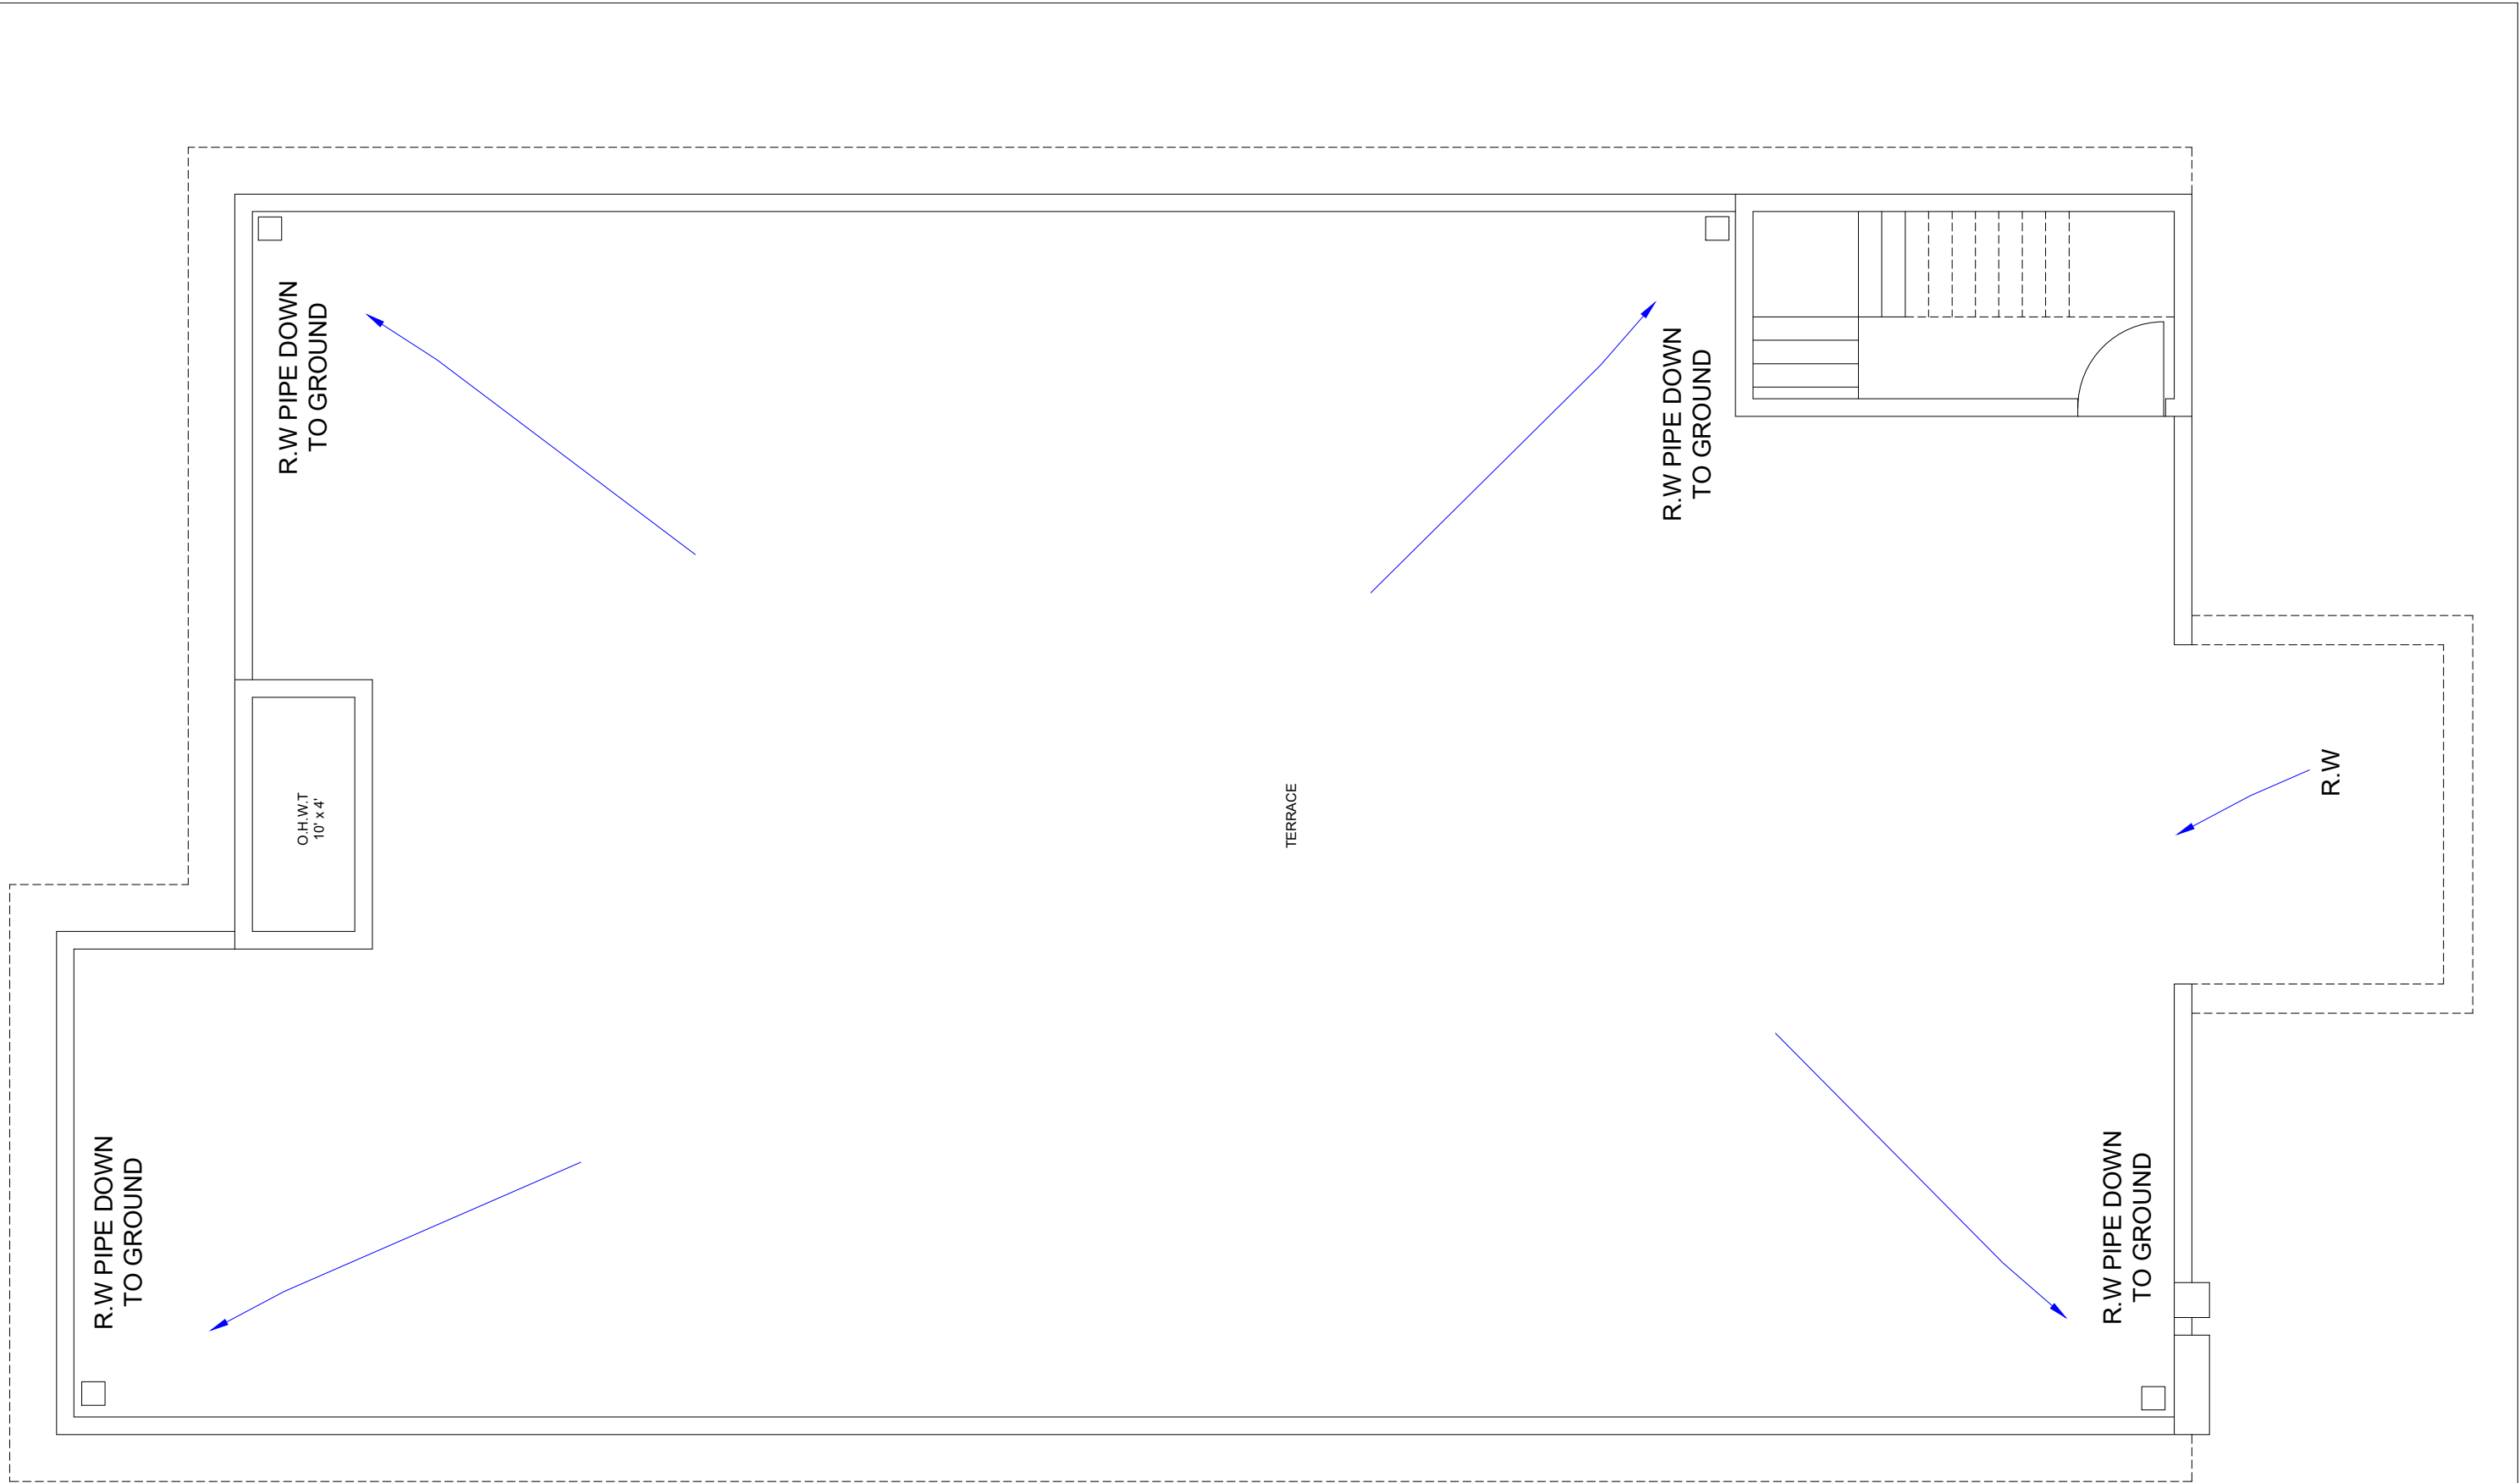 R.W PIPE DOWN
TO GROUND
R.W PIPE DOWN
TO GROUND
O.H.W.T
10' x 4'
TERRACE
R.W
R.W PIPE DOWN
TO GROUND
R.W PIPE DOWN
TO GROUND